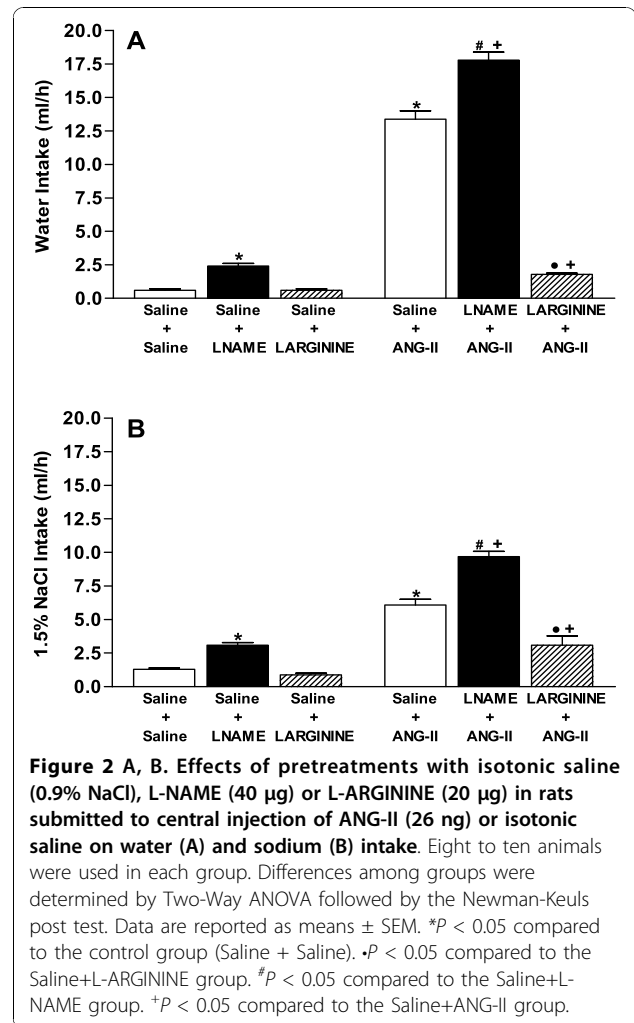 A
20.0
17.5
15.0
12.5
10.0
7.5
5.0
2.5
0.0
Water Intake (ml/h)
*
*
# +
• +
Saline Saline Saline Saline LNAME LARGININE
+ + + + + +
Saline LNAME LARGININE ANG-II ANG-II ANG-II
B
20.0
17.5
15.0
12.5
10.0
7.5
5.0
2.5
0.0
1.5% NaCl Intake (ml/h)
*
*
# +
• +
Saline Saline Saline Saline LNAME LARGININE
+ + + + + +
Saline LNAME LARGININE ANG-II ANG-II ANG-II
Figure 2 A, B. Effects of pretreatments with isotonic saline
(0.9% NaCl), L-NAME (40 μg) or L-ARGININE (20 μg) in rats
submitted to central injection of ANG-II (26 ng) or isotonic
saline on water (A) and sodium (B) intake. Eight to ten animals
were used in each group. Differences among groups were
determined by Two-Way ANOVA followed by the Newman-Keuls
post test. Data are reported as means ± SEM. *P < 0.05 compared
to the control group (Saline + Saline). •P < 0.05 compared to the
Saline+L-ARGININE group. #P < 0.05 compared to the Saline+L-
NAME group. +P < 0.05 compared to the Saline+ANG-II group.